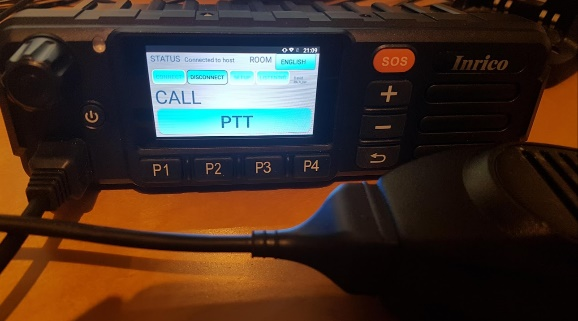 21:09
STATUS Connected to host ROOM ENGLISH
DISCONNECT
CALL
PTT
SOS
Inrico
+
−
P1 P2 P3 P4